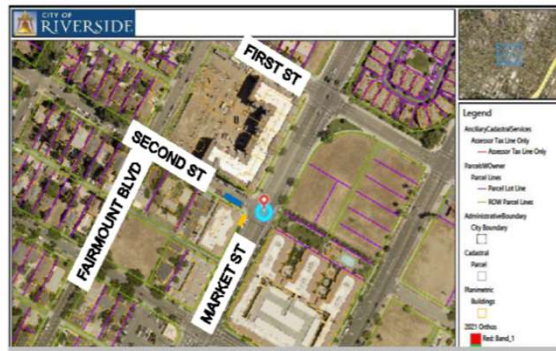 CITY OF
RIVERSIDE
FIRST ST
SECOND ST
FAIRMOUNT BLVD
MARKET ST
Legend
AncillaryCadastralServices
Assessor Tax Line Only
Assessor Tax Line Only
ParcelsWOwner
Parcel Lines
Parcel Lot Line
ROW Parcel Lines
AdministrativeBoundary
City Boundary
Cadastral
Parcel
Planimetric
Buildings
2021 Orthos
Red: Band_1